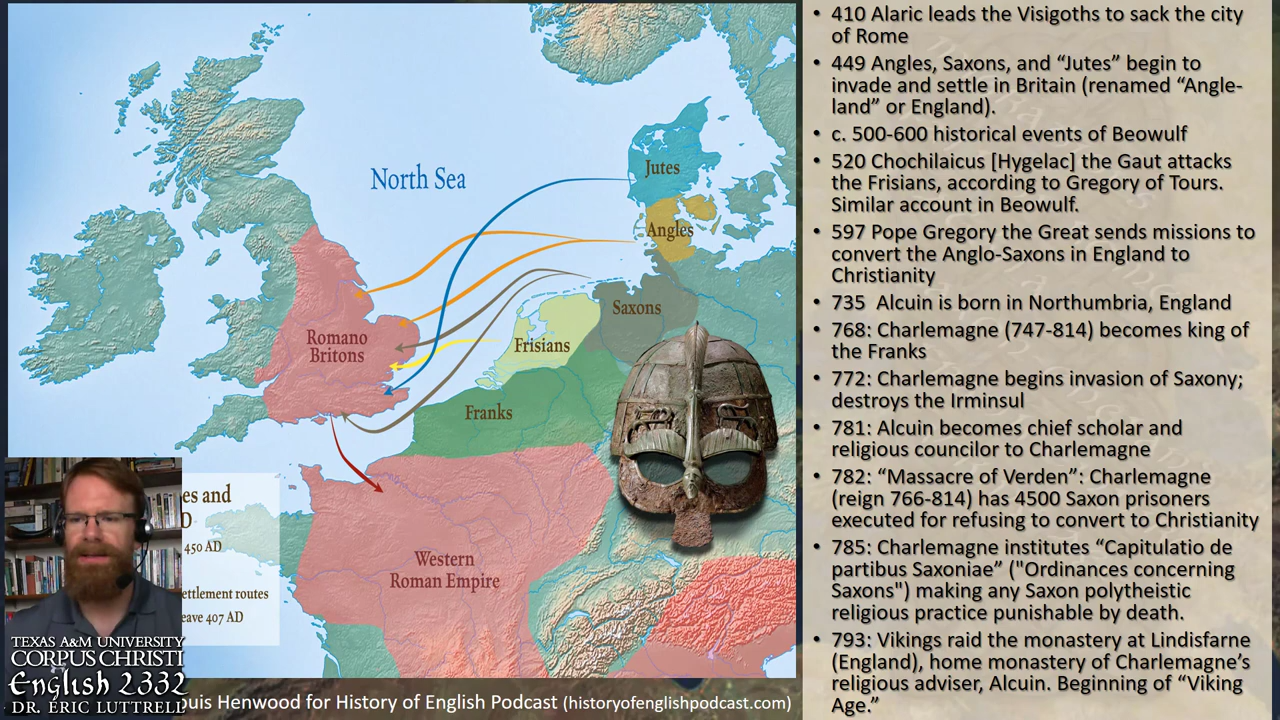 North Sea
Jutes
Angles
Saxons
Frisians
Romano
Britons
Franks
Western
Roman Empire
es and
D
450 AD
ettlement routes
eave 407 AD
TEXAS A&M UNIVERSITY
CORPUS CHRISTI
English 2332
DR. ERIC LUTTRELL
ouis Henwood for History of English Podcast (historyofenglishpodcast.com)
• 410 Alaric leads the Visigoths to sack the city
of Rome
• 449 Angles, Saxons, and “Jutes” begin to
invade and settle in Britain (renamed “Angle-
land” or England).
• c. 500-600 historical events of Beowulf
• 520 Chochilaicus [Hygelac] the Gaut attacks
the Frisians, according to Gregory of Tours.
Similar account in Beowulf.
• 597 Pope Gregory the Great sends missions to
convert the Anglo-Saxons in England to
Christianity
• 735 Alcuin is born in Northumbria, England
• 768: Charlemagne (747-814) becomes king of
the Franks
• 772: Charlemagne begins invasion of Saxony;
destroys the Irminsul
• 781: Alcuin becomes chief scholar and
religious councilor to Charlemagne
• 782: “Massacre of Verden”: Charlemagne
(reign 766-814) has 4500 Saxon prisoners
executed for refusing to convert to Christianity
• 785: Charlemagne institutes “Capitulatio de
partibus Saxoniae” ("Ordinances concerning
Saxons") making any Saxon polytheistic
religious practice punishable by death.
• 793: Vikings raid the monastery at Lindisfarne
(England), home monastery of Charlemagne’s
religious adviser, Alcuin. Beginning of “Viking
Age.”